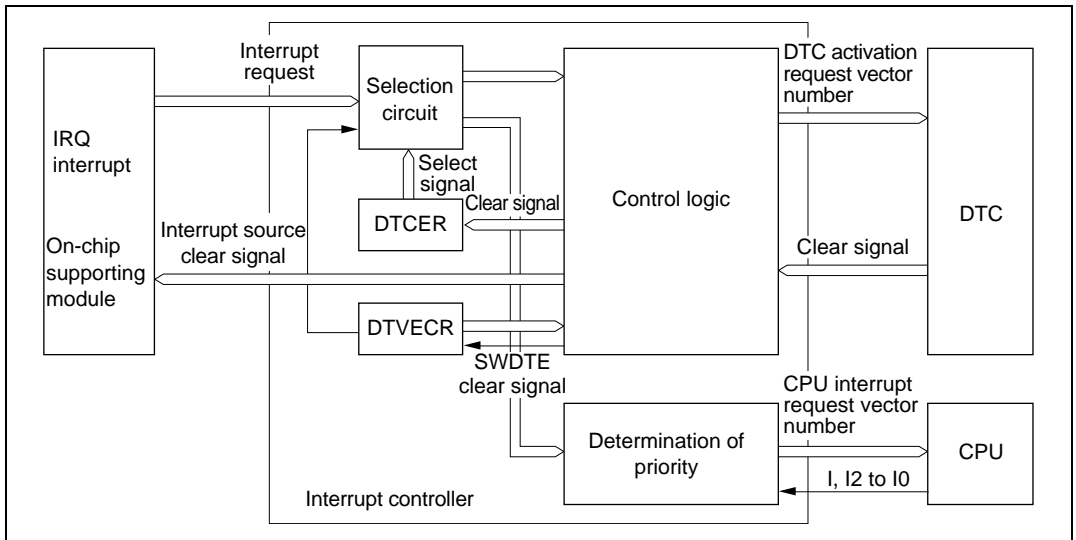 Interrupt
request
Selection
circuit
DTC activation
request vector
number
IRQ
interrupt
Select
signal
Control logic
DTC
DTCER
Clear signal
Interrupt source
clear signal
On-chip
supporting
module
Clear signal
DTVECR
SWDTE
clear signal
CPU interrupt
request vector
number
Determination of
priority
CPU
I, I2 to I0
Interrupt controller